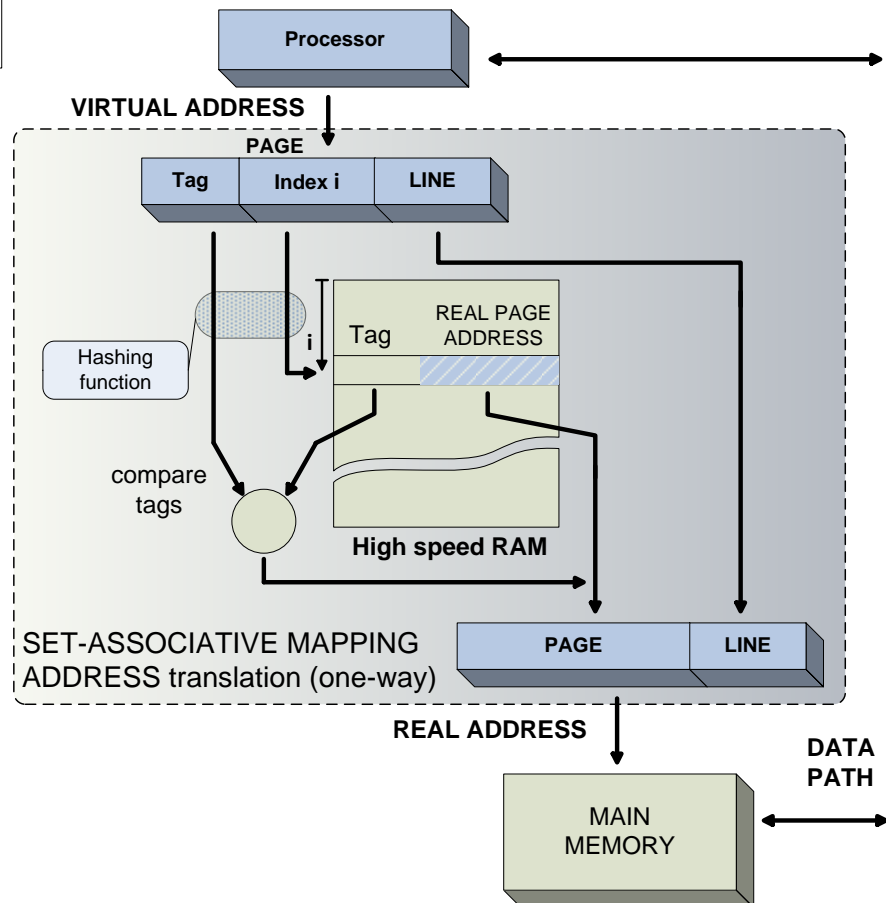 Processor
VIRTUAL ADDRESS
PAGE
Tag
Index i
LINE
i
Tag
REAL PAGE
ADDRESS
Hashing
function
compare
tags
High speed RAM
SET-ASSOCIATIVE MAPPING
ADDRESS translation (one-way)
PAGE
LINE
REAL ADDRESS
DATA
PATH
MAIN
MEMORY